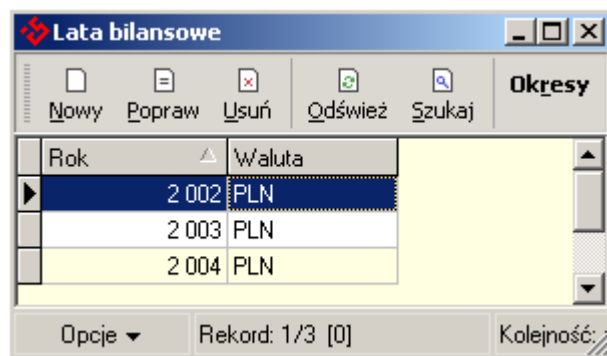 Lata bilansowe
Nowy Popraw Usuń Odśwież Szukaj Okresy
Rok Waluta
2 002 PLN
2 003 PLN
2 004 PLN
Opcje Rekord: 1/3 [0] Kolejność: